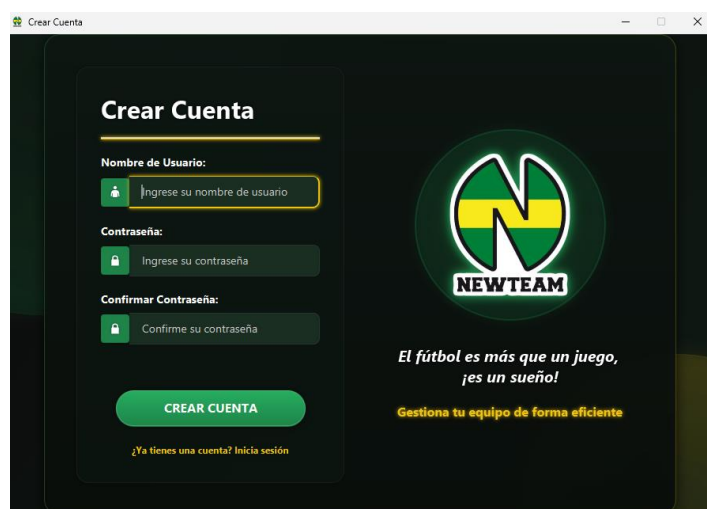 Crear Cuenta
Crear Cuenta
Nombre de Usuario:
Ingrese su nombre de usuario
Contraseña:
Ingrese su contraseña
Confirmar Contraseña:
Confirme su contraseña
CREAR CUENTA
¿Ya tienes una cuenta? Inicia sesión
N
NEWTEAM
El fútbol es más que un juego,
¡es un sueño!
Gestiona tu equipo de forma eficiente